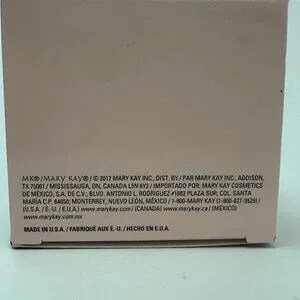 MK®/MARY KAY®/ © 2017 MARY KAY INC., DIST. BY / PAR MARY KAY INC., ADDISON,
TX 75001 / MISSISSAUGA, ON, CANADA L5N 6Y2 / IMPORTADO POR: MARY KAY COSMETICS
DE MÉXICO, S.A. DE C.V.; BLVD. ANTONIO L. RODRIGUEZ #1882 PLAZA SUR, COL. SANTA
MARÍA C.P. 64650; MONTERREY, NUEVO LEÓN, MÉXICO / 1-800-MARY KAY (1-800-627-9529) /
(U.S.A. / É.-U. / E.U.A.) www.marykay.com / (CANADA) www.marykay.ca / (MÉXICO)
www.marykay.com.mx
MADE IN U.S.A. / FABRIQUÉ AUX É.-U. / HECHO EN E.U.A.